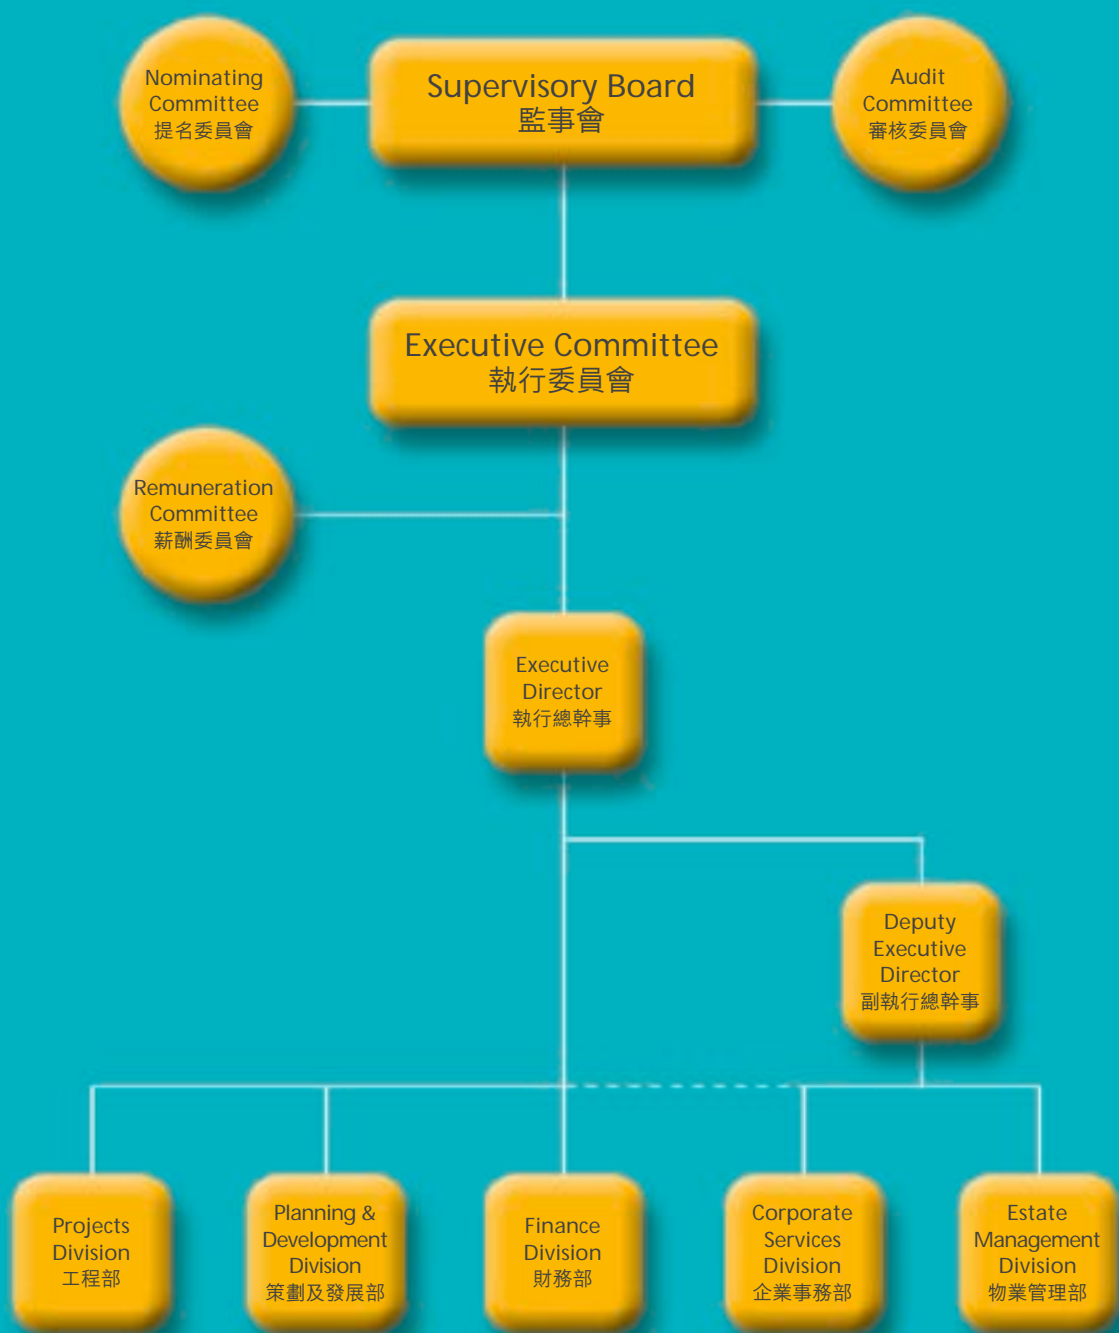 Nominating
Committee
提名委員會
Supervisory Board
監事會
Audit
Committee
審核委員會
Executive Committee
執行委員會
Remuneration
Committee
薪酬委員會
Executive
Director
執行總幹事
Deputy
Executive
Director
副執行總幹事
Projects
Division
工程部
Planning &
Development
Division
策劃及發展部
Finance
Division
財務部
Corporate
Services
Division
企業事務部
Estate
Management
Division
物業管理部